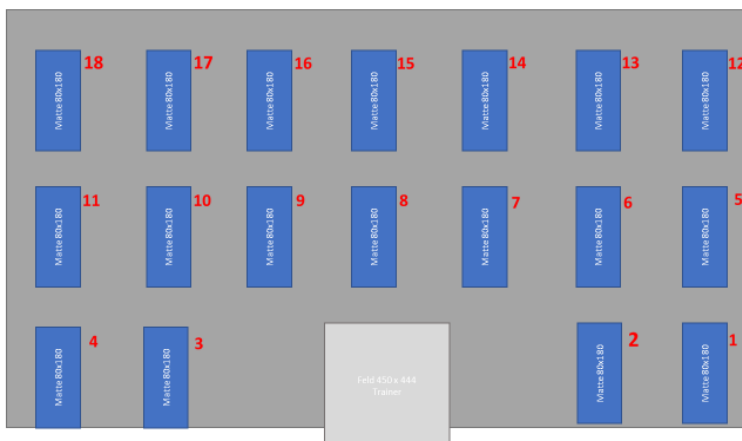 18 17 16 15 14 13 12
Matte 80x180 Matte 80x180 Matte 80x180 Matte 80x180 Matte 80x180 Matte 80x180 Matte 80x180
11 10 9 8 7 6 5
Matte 80x180 Matte 80x180 Matte 80x180 Matte 80x180 Matte 80x180 Matte 80x180 Matte 80x180
4 3 2 1
Matte 80x180 Matte 80x180 Matte 80x180 Matte 80x180
Feld 450 x 444
Trainer